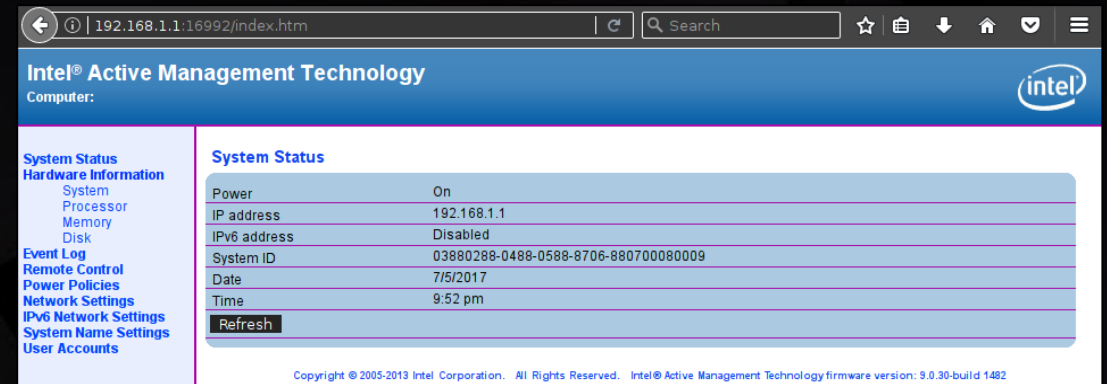 192.168.1.1:16992/index.htm
Search
Intel® Active Management Technology
Computer:
intel
System Status
Hardware Information
System
Processor
Memory
Disk
Event Log
Remote Control
Power Policies
Network Settings
IPv6 Network Settings
System Name Settings
User Accounts
System Status
Power On
IP address 192.168.1.1
IPv6 address Disabled
System ID 03880288-0488-0588-8706-880700080009
Date 7/5/2017
Time 9:52 pm
Refresh
Copyright © 2005-2013 Intel Corporation. All Rights Reserved. Intel® Active Management Technology firmware version: 9.0.30-build 1482